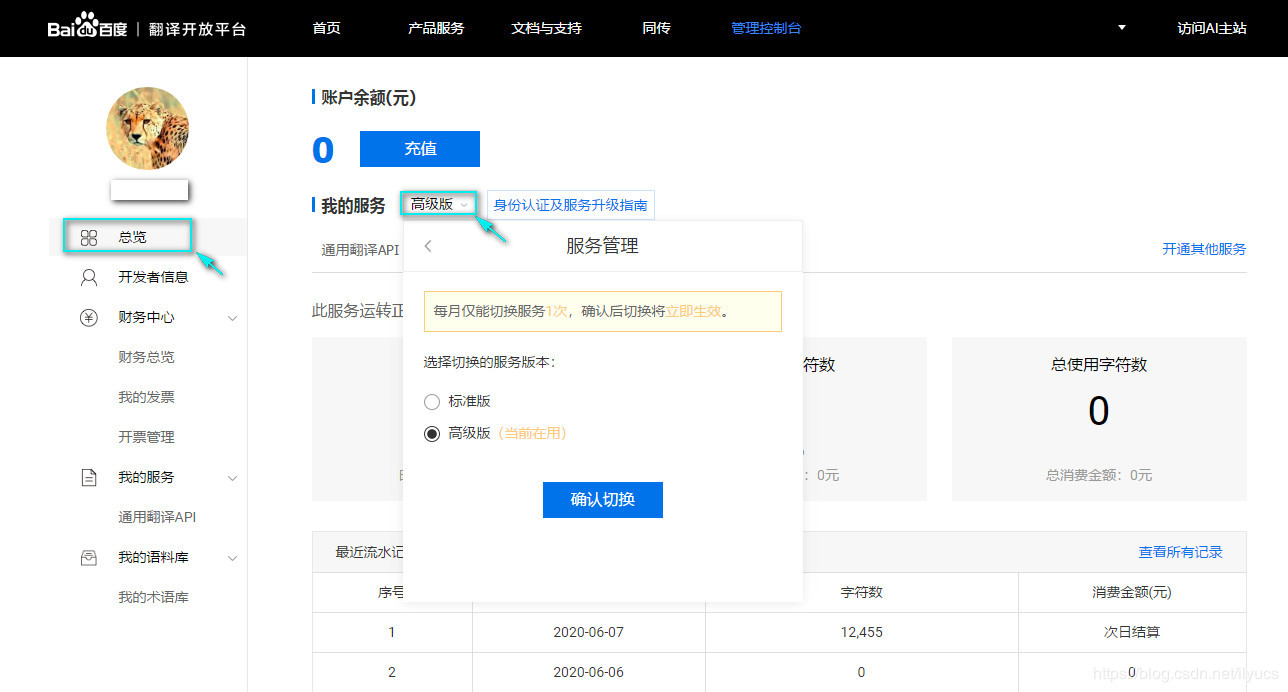 Bai du 百度 | 翻译开放平台 首页 产品服务 文档与支持 同传 管理控制台 访问AI主站
总览
开发者信息
财务中心
财务总览
我的发票
开票管理
我的服务
通用翻译API
我的语料库
我的术语库
账户余额(元)
0 充值
我的服务 高级版 身份认证及服务升级指南
通用翻译API 开通其他服务
此服务运转正
服务管理
每月仅能切换服务1次，确认后切换将立即生效。
选择切换的服务版本：
标准版
高级版（当前在用）
确认切换
符数
：0元
总使用字符数
0
总消费金额：0元
最近流水记 查看所有记录
序号 字符数 消费金额(元)
1 2020-06-07 12,455 次日结算
2 2020-06-06 0 0
https://blog.csdn.net/ilyucs